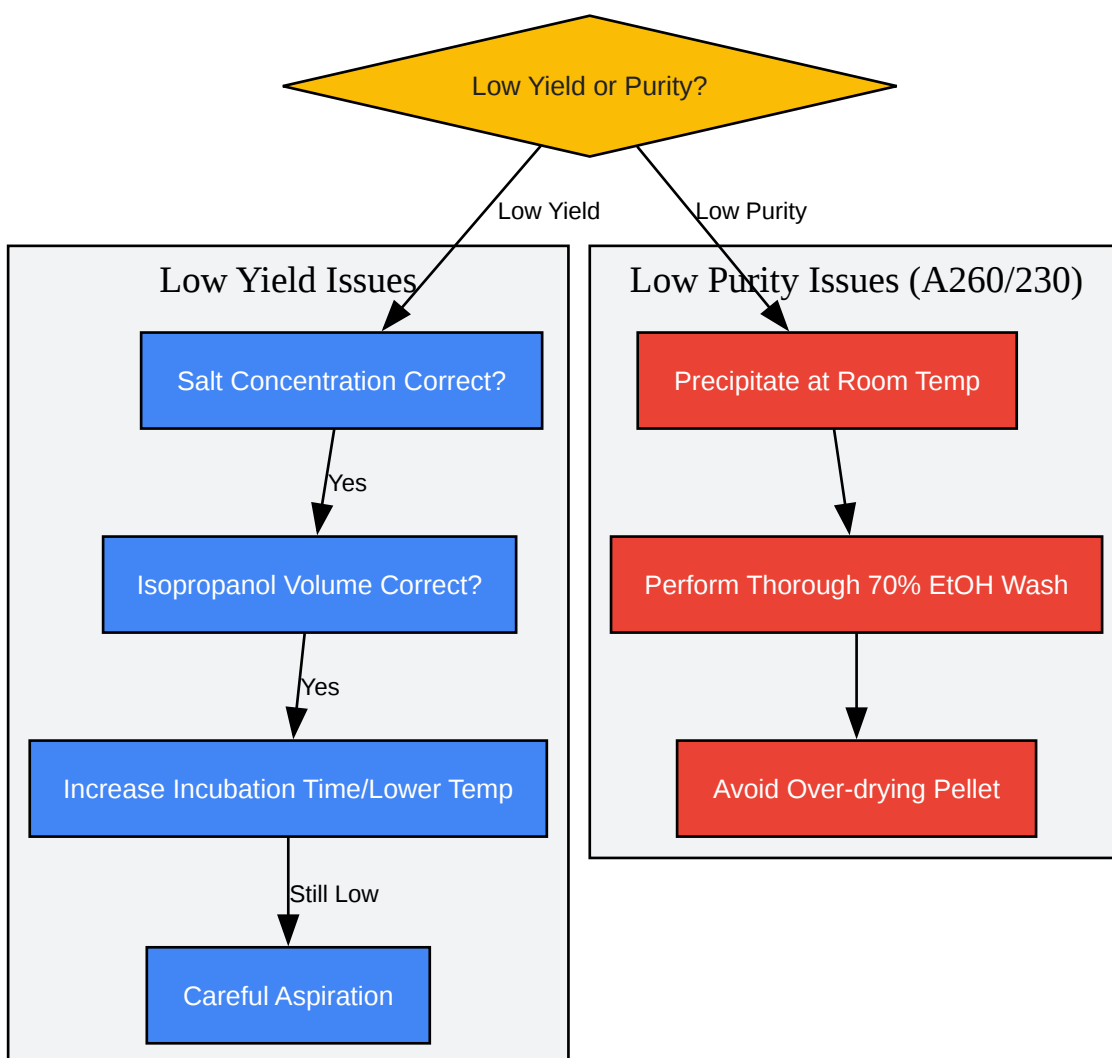 Low Yield or Purity?
Low Yield
Low Purity
Low Yield Issues
Salt Concentration Correct?
Yes
Isopropanol Volume Correct?
Yes
Increase Incubation Time/Lower Temp
Still Low
Careful Aspiration
Low Purity Issues (A260/230)
Precipitate at Room Temp
Perform Thorough 70% EtOH Wash
Avoid Over-drying Pellet